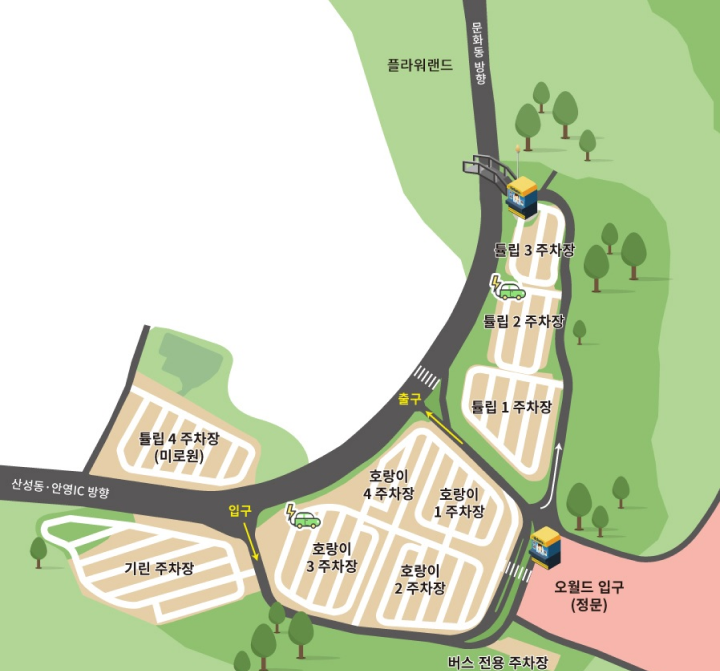 문화동 방향
플라워랜드
튤립 3 주차장
튤립 2 주차장
출구
튤립 1 주차장
튤립 4 주차장
(미로원)
호랑이
4 주차장
호랑이
1 주차장
산성동·안영IC 방향
입구
호랑이
3 주차장
호랑이
2 주차장
기린 주차장
오월드 입구
(정문)
버스 전용 주차장